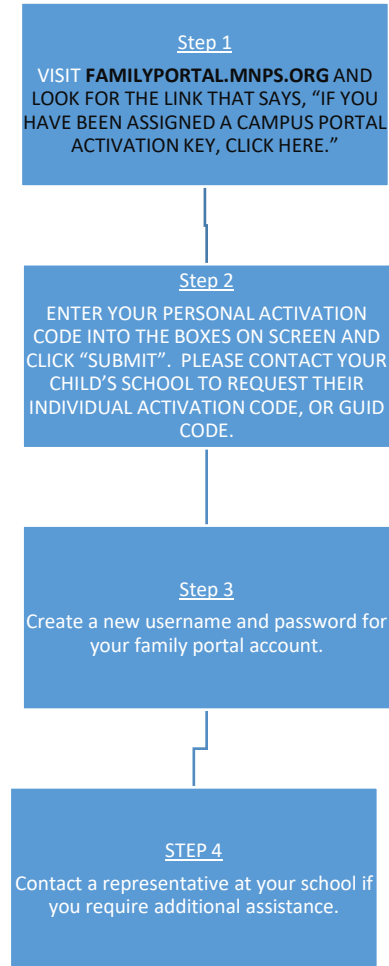 Step 1
VISIT FAMILYPORTAL.MNPS.ORG AND
LOOK FOR THE LINK THAT SAYS, “IF YOU
HAVE BEEN ASSIGNED A CAMPUS PORTAL
ACTIVATION KEY, CLICK HERE.”
Step 2
ENTER YOUR PERSONAL ACTIVATION
CODE INTO THE BOXES ON SCREEN AND
CLICK “SUBMIT”.  PLEASE CONTACT YOUR
CHILD’S SCHOOL TO REQUEST THEIR
INDIVIDUAL ACTIVATION CODE, OR GUID
CODE.
Step 3
Create a new username and password for
your family portal account.
STEP 4
Contact a representative at your school if
you require additional assistance.